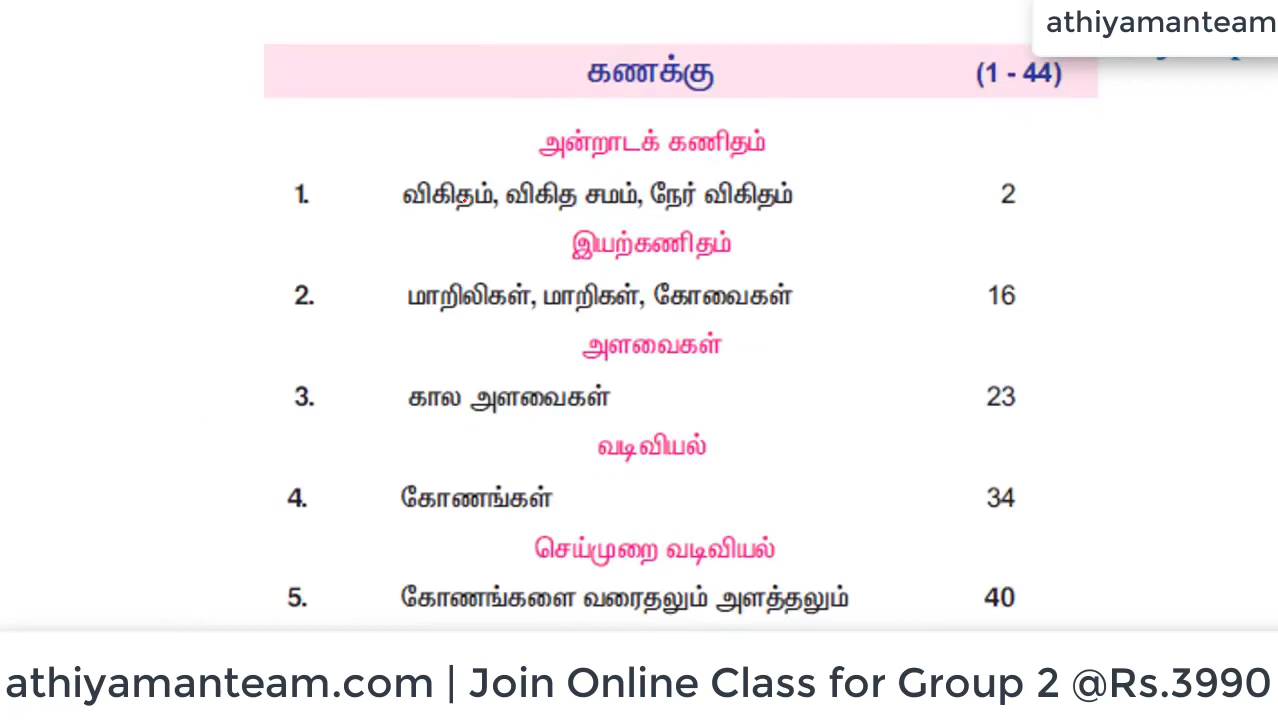 athiyamanteam
கணக்கு (1 - 44)
அன்றாடக் கணிதம்
1. விகிதம், விகித சமம், நேர் விகிதம் 2
இயற்கணிதம்
2. மாறிலிகள், மாறிகள், கோவைகள் 16
அளவைகள்
3. கால அளவைகள் 23
வடிவியல்
4. கோணங்கள் 34
செய்முறை வடிவியல்
5. கோணங்களை வரைதலும் அளத்தலும் 40
athiyamanteam.com | Join Online Class for Group 2 @Rs.3990